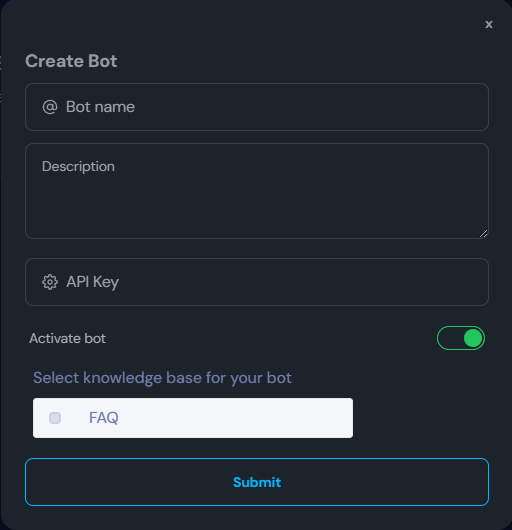 x
Create Bot
Bot name
Description
API Key
Activate bot
Select knowledge base for your bot
FAQ
Submit